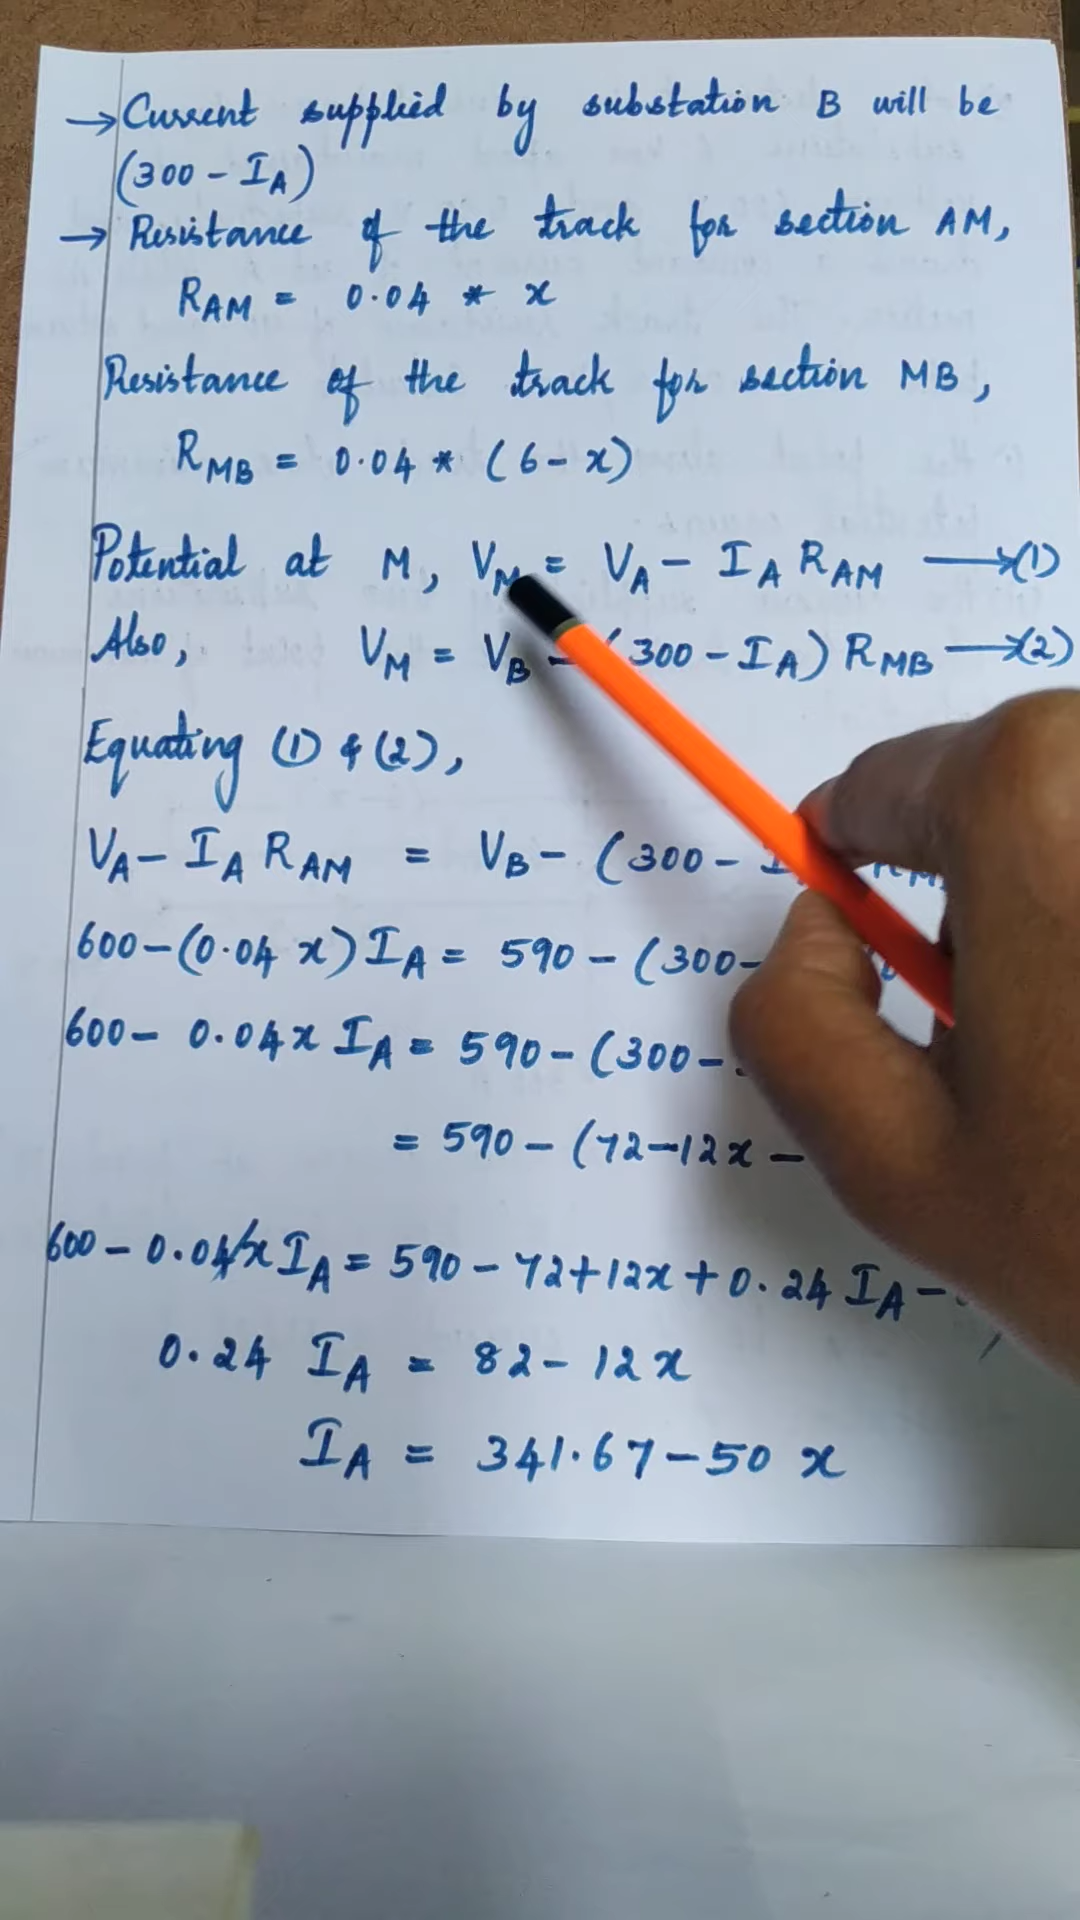 → Current supplied by substation B will be
(300 - I_A)
→ Resistance of the track for section AM,
R_AM = 0.04 * x
Resistance of the track for section MB,
R_MB = 0.04 * (6 - x)
Potential at M, V_M = V_A - I_A R_AM → (1)
Also, V_M = V_B - (300 - I_A) R_MB → (2)
Equating (1) & (2),
V_A - I_A R_AM = V_B - (300 - I
600 - (0.04 x) I_A = 590 - (300 -
600 - 0.04x I_A = 590 - (300 -
= 590 - (72 - 12x -
600 - 0.04x I_A = 590 - 72 + 12x + 0.24 I_A -
0.24 I_A = 82 - 12x
I_A = 341.67 - 50 x